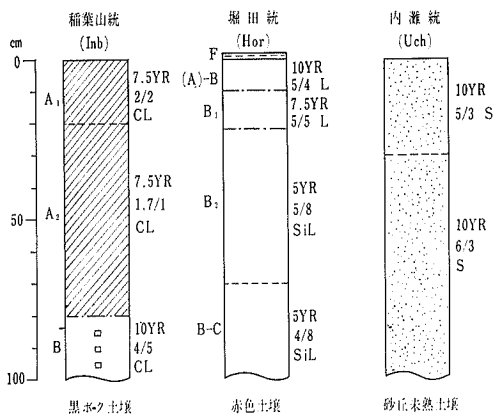 稲葉山統
(Inb)
堀田統
(Hor)
内灘統
(Uch)
cm
0
50
100
A₁
7.5YR
2/2
CL
A₂
7.5YR
1.7/1
CL
B
10YR
4/5
CL
黒ボク土壌
F
(A)-B
10YR
5/4 L
B₁
7.5YR
5/5 L
B₂
5YR
5/8
SiL
B-C
5YR
4/8
SiL
赤色土壌
10YR
5/3 S
10YR
6/3
S
砂丘未熟土壌